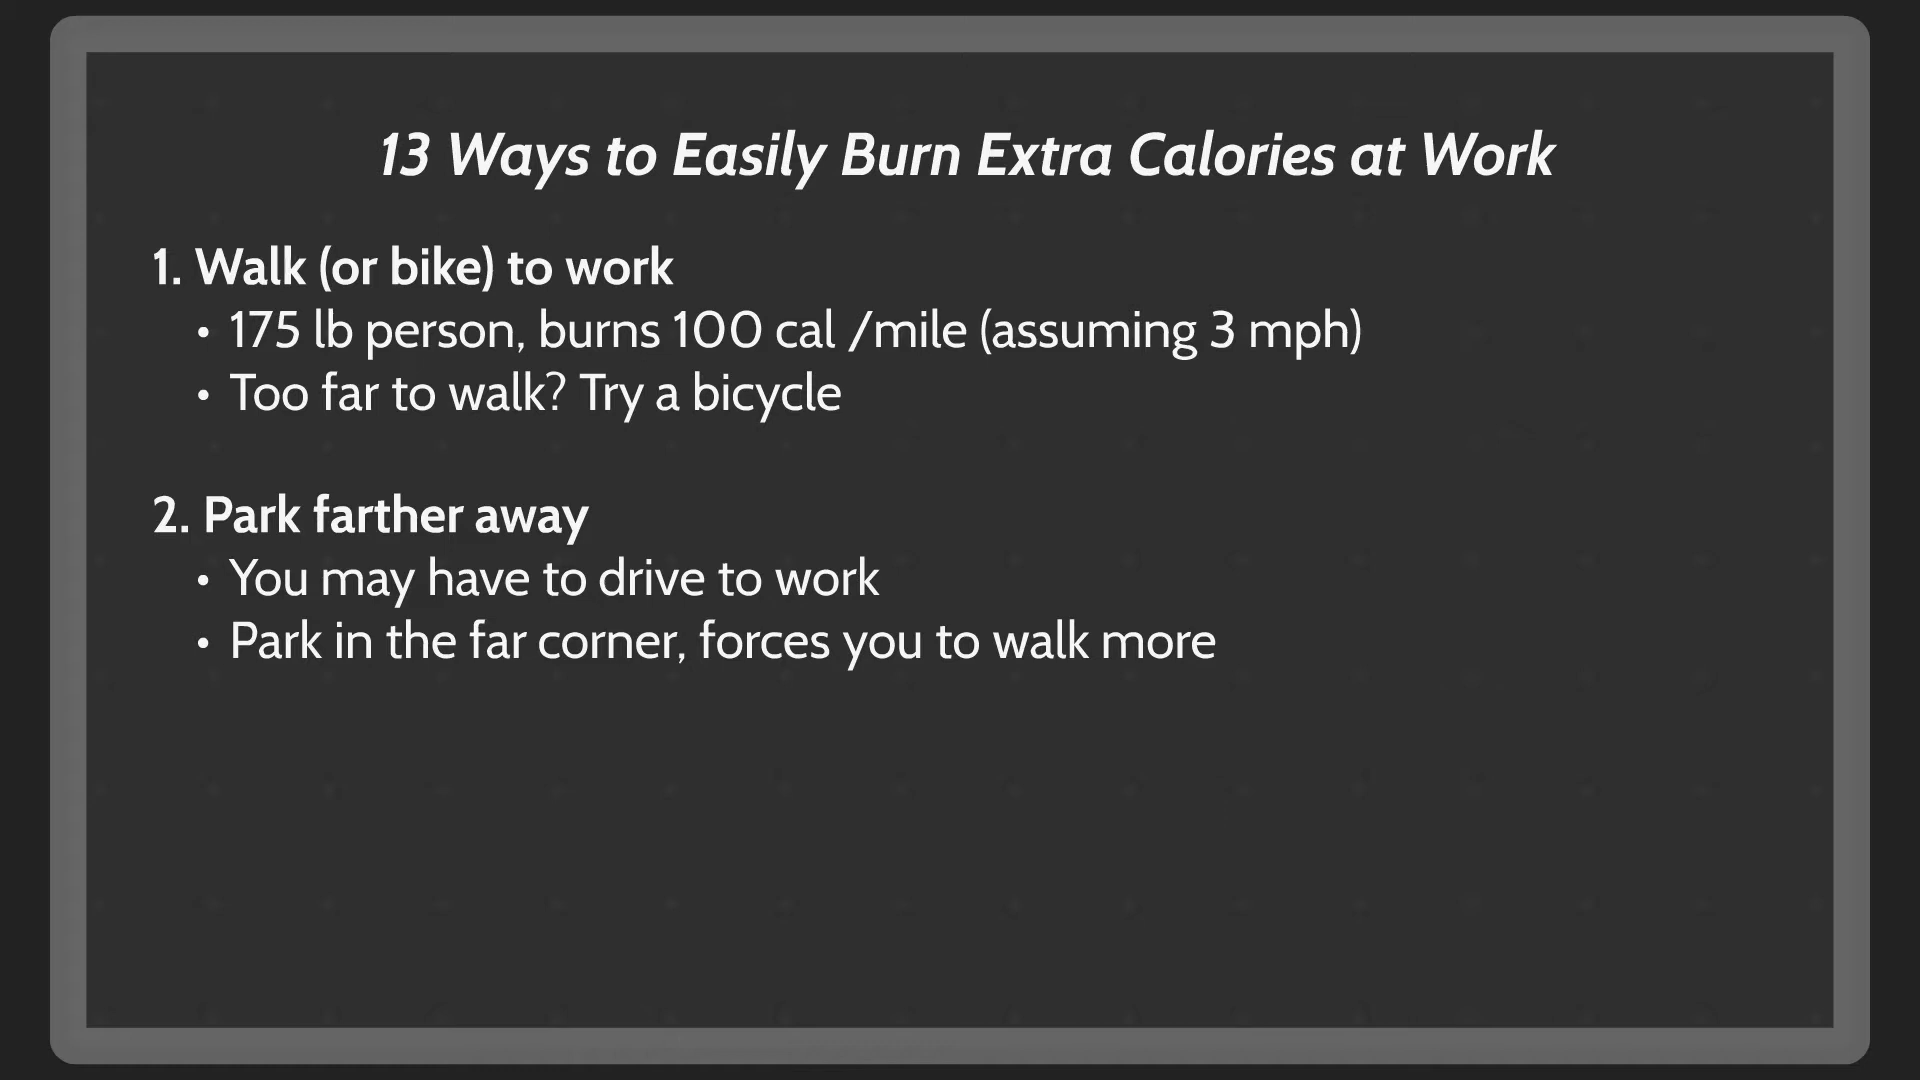 13 Ways to Easily Burn Extra Calories at Work
1. Walk (or bike) to work
• 175 lb person, burns 100 cal /mile (assuming 3 mph)
• Too far to walk? Try a bicycle
2. Park farther away
• You may have to drive to work
• Park in the far corner, forces you to walk more